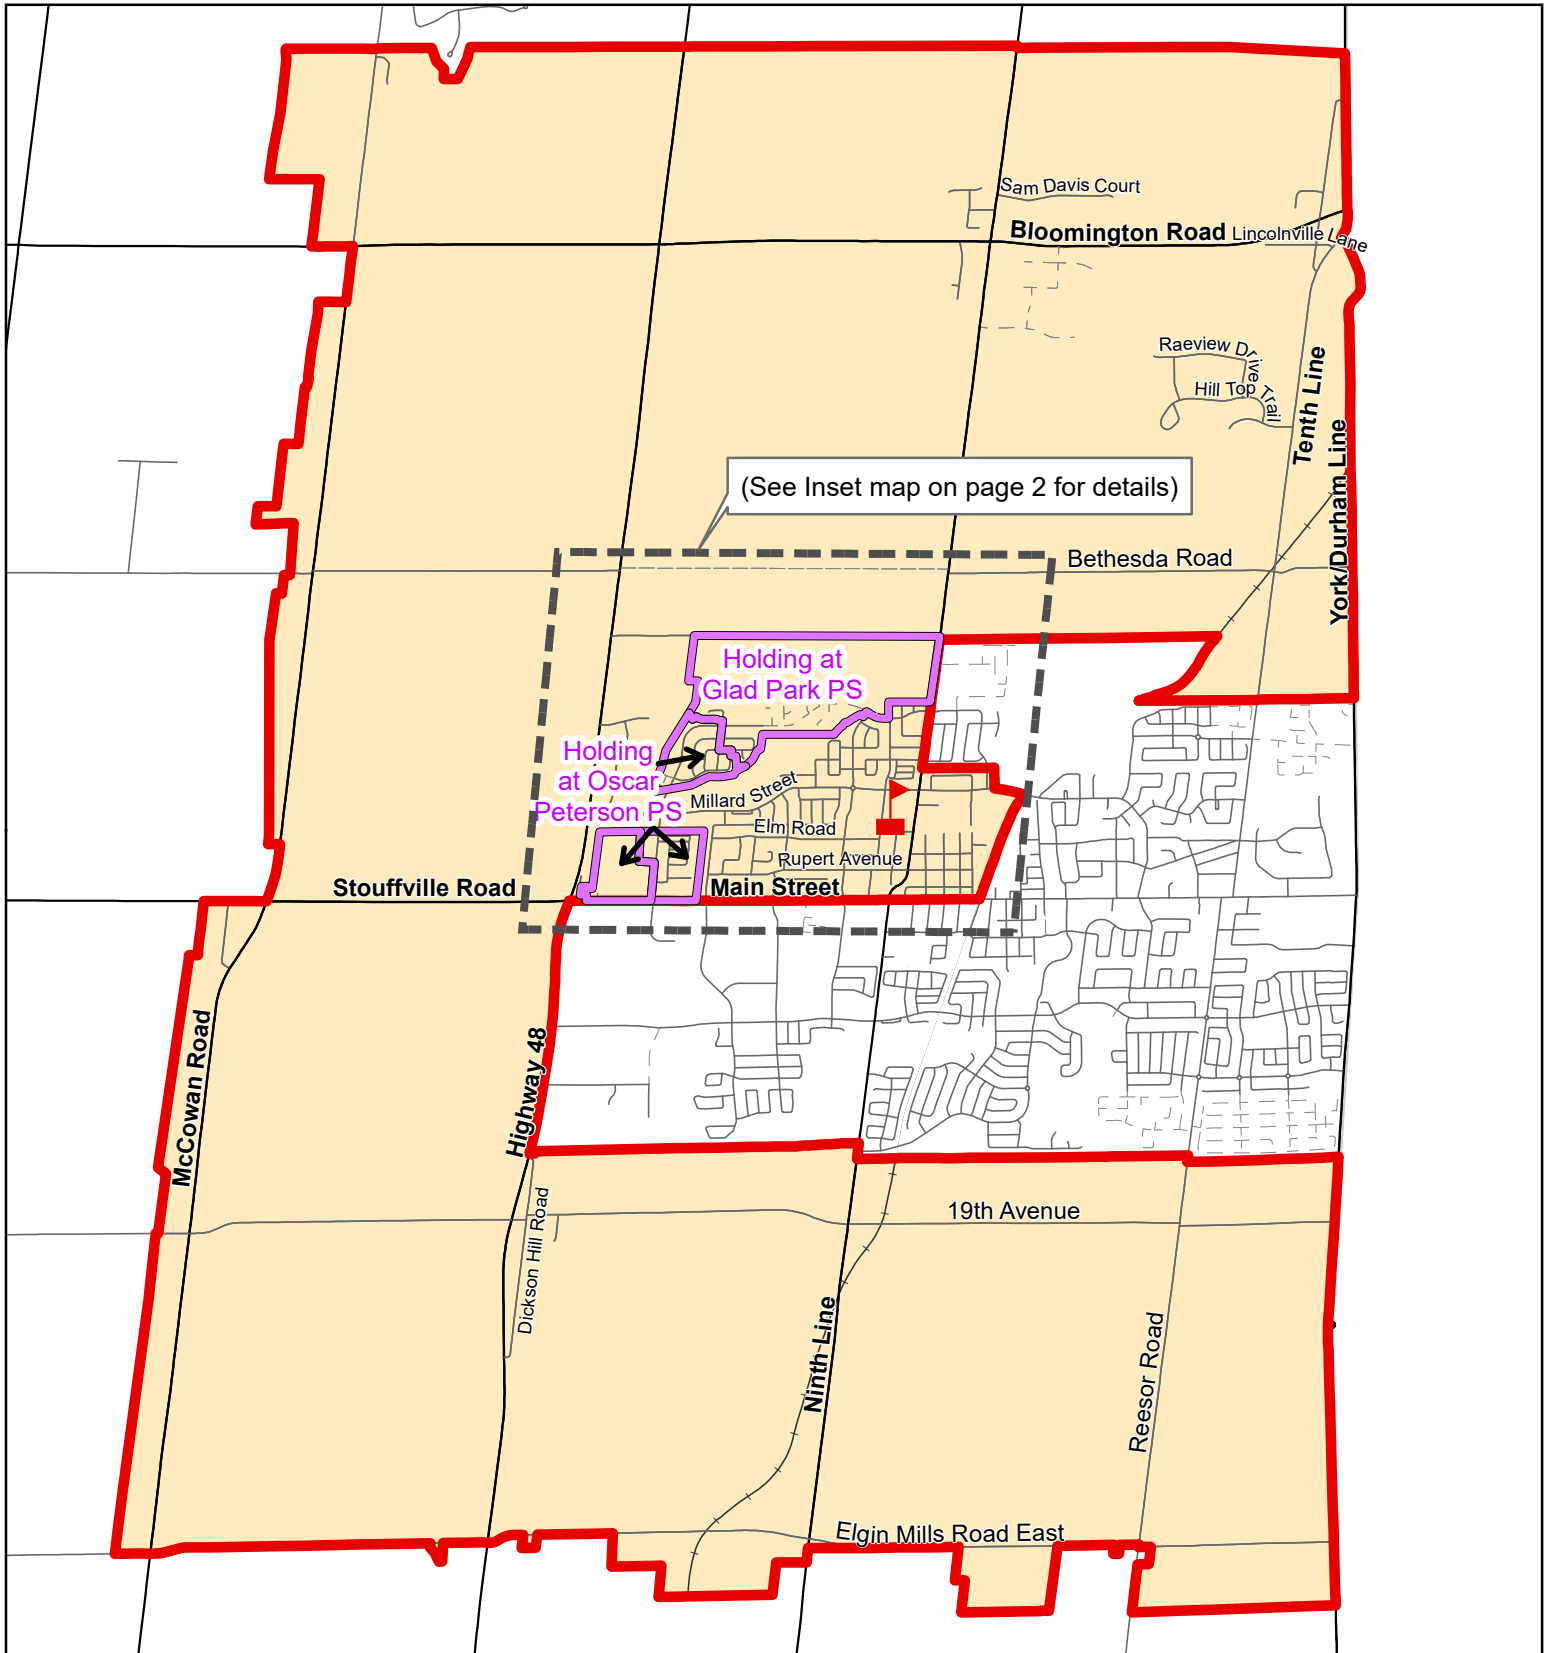 Sam Davis Court
Bloomington Road
Lincolnville Lane
Raeview Drive
Hill Top Trail
Tenth Line
York/Durham Line
(See Inset map on page 2 for details)
Bethesda Road
Holding at
Glad Park PS
Holding
at Oscar
Peterson PS
Millard Street
Elm Road
Rupert Avenue
Stouffville Road
Main Street
McCowan Road
Highway 48
Dickson Hill Road
19th Avenue
Ninth Line
Reesor Road
Elgin Mills Road East